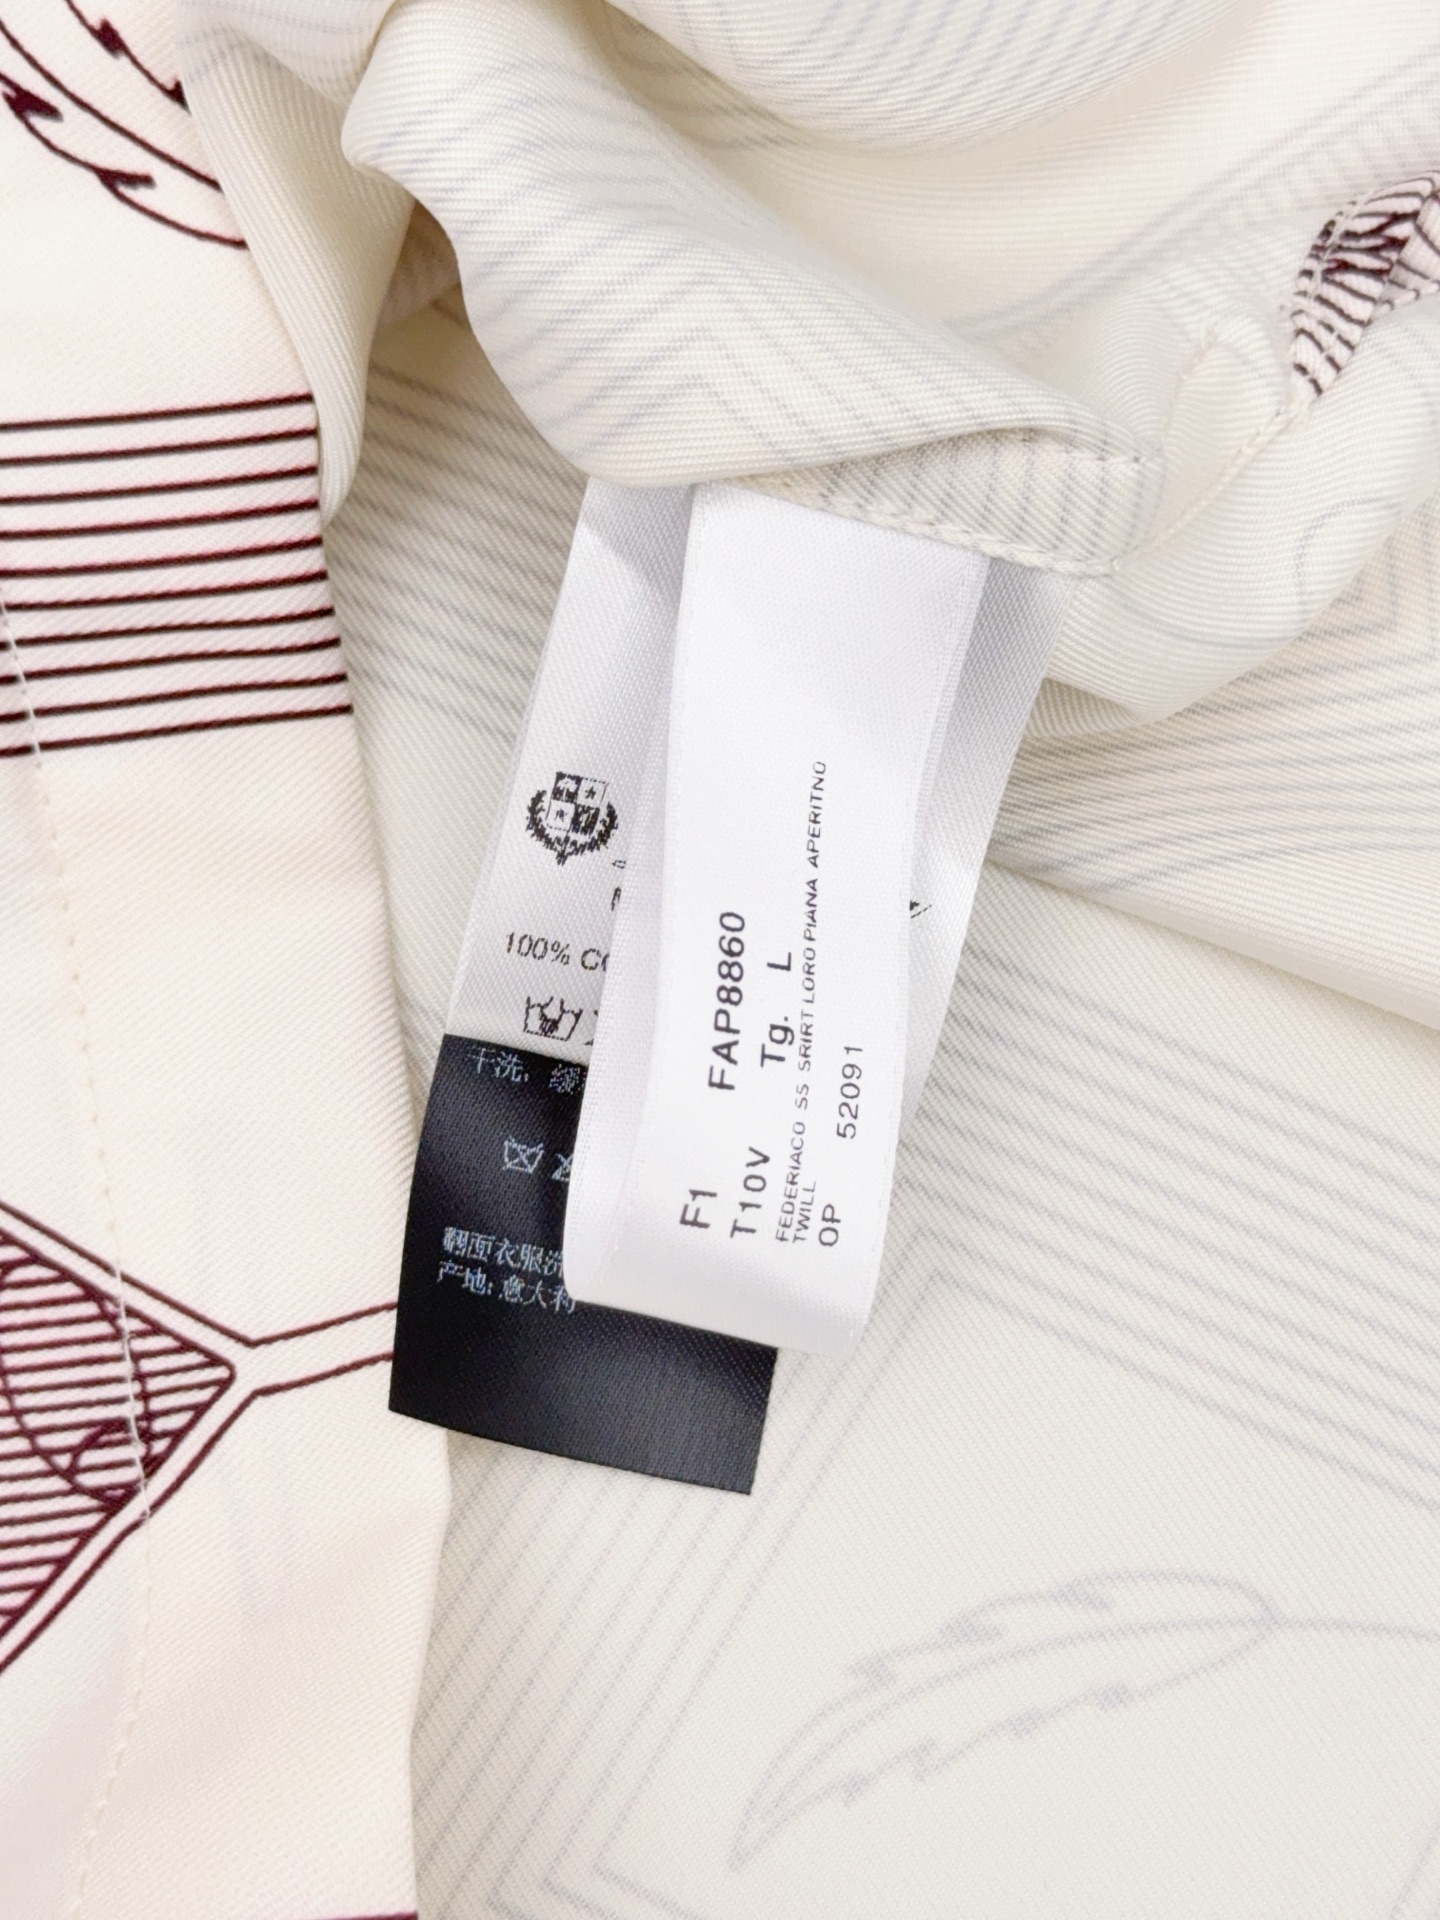 F1 FAP8860
T10V Tg. L
FEDERIACO SS SRIRT LORO PIANA APERITNO
TWILL
OP 52091
100%
干洗,
翻面衣服洗
产地: 意大利